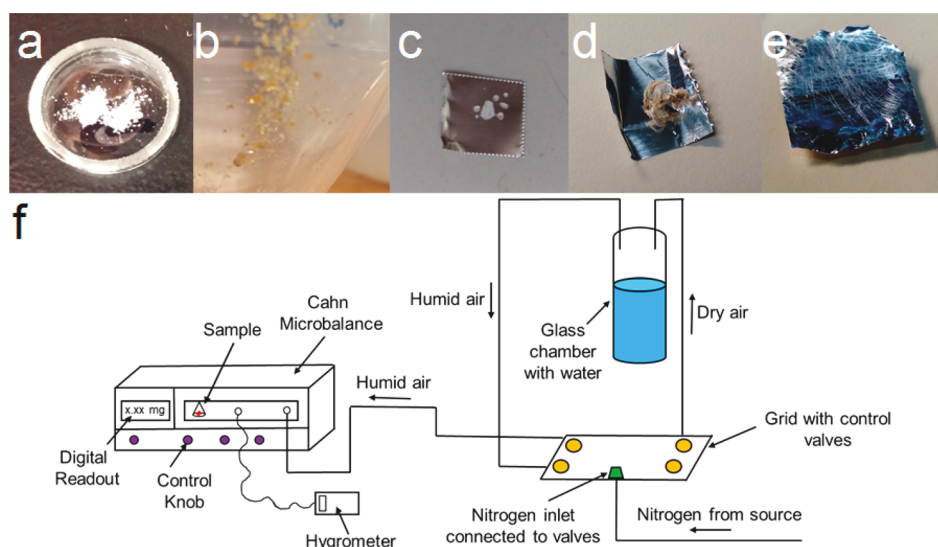 a
b
c
d
e
f
Humid air
Dry air
Glass
chamber
with water
Cahn
Microbalance
Sample
Humid air
x.xx mg
Grid with control
valves
Digital
Readout
Control
Knob
Hygrometer
Nitrogen inlet
connected to valves
Nitrogen from source